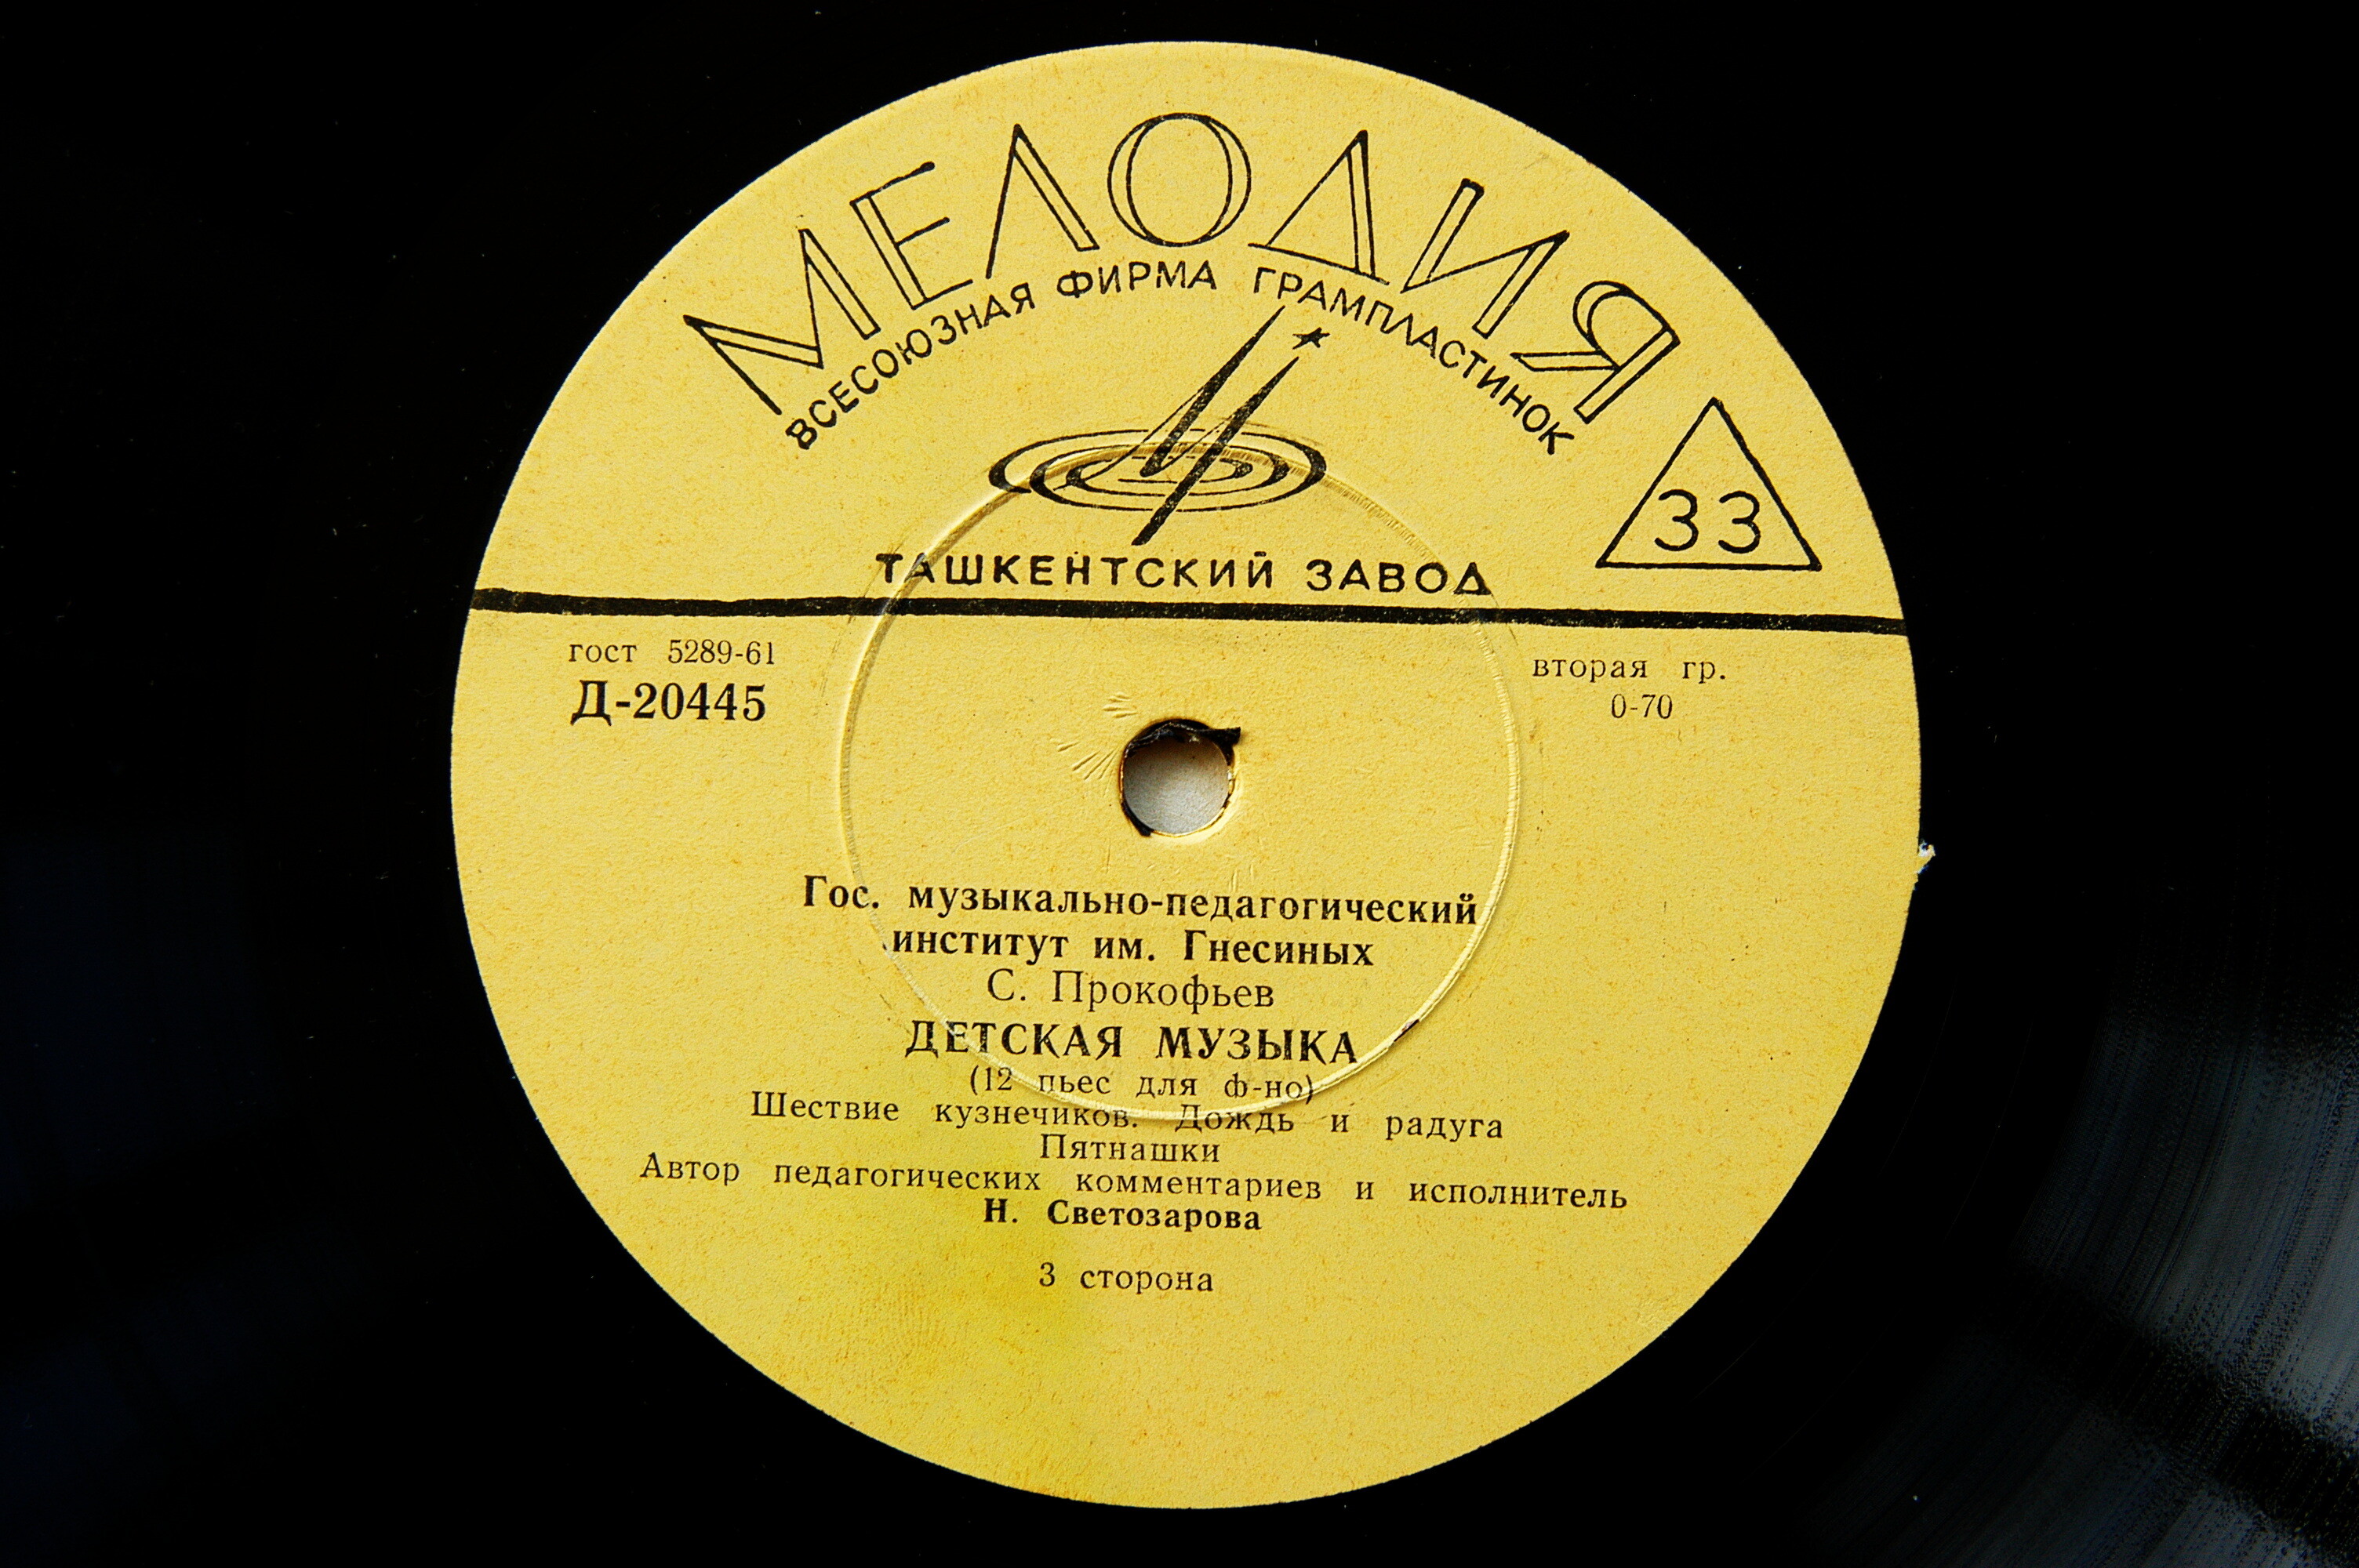 МЕЛОДИЯ
ВСЕСОЮЗНАЯ ФИРМА ГРАМПЛАСТИНОК
33
ТАШКЕНТСКИЙ ЗАВОД
гост 5289-61
Д-20445
вторая гр.
0-70
Гос. музыкально-педагогический
институт им. Гнесиных
С. Прокофьев
ДЕТСКАЯ МУЗЫКА
(12 пьес для ф-но)
Шествие кузнечиков. Дождь и радуга
Пятнашки
Автор педагогических комментариев и исполнитель
Н. Светозарова
3 сторона